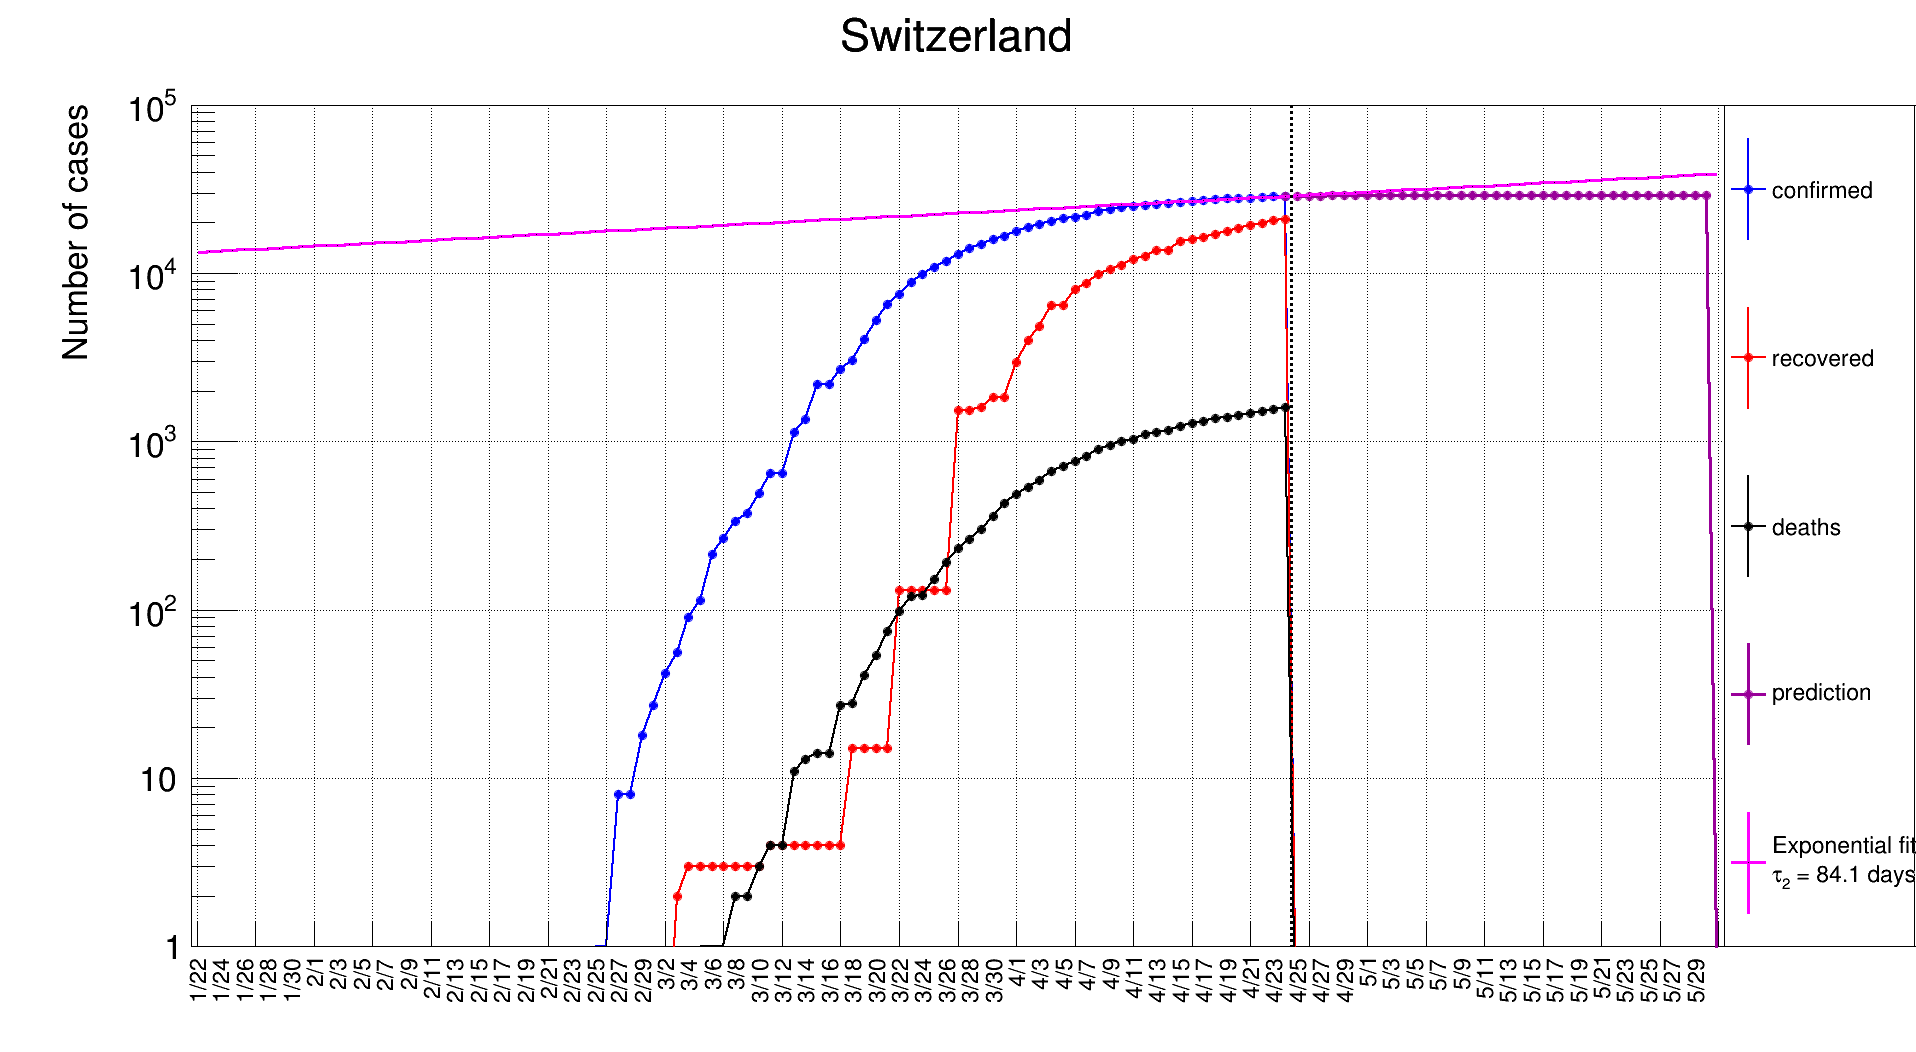 Switzerland
Number of cases
10^5
10^4
10^3
10^2
10
1
1/22 1/24 1/26 1/28 1/30 2/1 2/3 2/5 2/7 2/9 2/11 2/13 2/15 2/17 2/19 2/21 2/23 2/25 2/27 2/29 3/2 3/4 3/6 3/8 3/10 3/12 3/14 3/16 3/18 3/20 3/22 3/24 3/26 3/28 3/30 4/1 4/3 4/5 4/7 4/9 4/11 4/13 4/15 4/17 4/19 4/21 4/23 4/25 4/27 4/29 5/1 5/3 5/5 5/7 5/9 5/11 5/13 5/15 5/17 5/19 5/21 5/23 5/25 5/27 5/29
confirmed
recovered
deaths
prediction
Exponential fit
τ₂ = 84.1 days